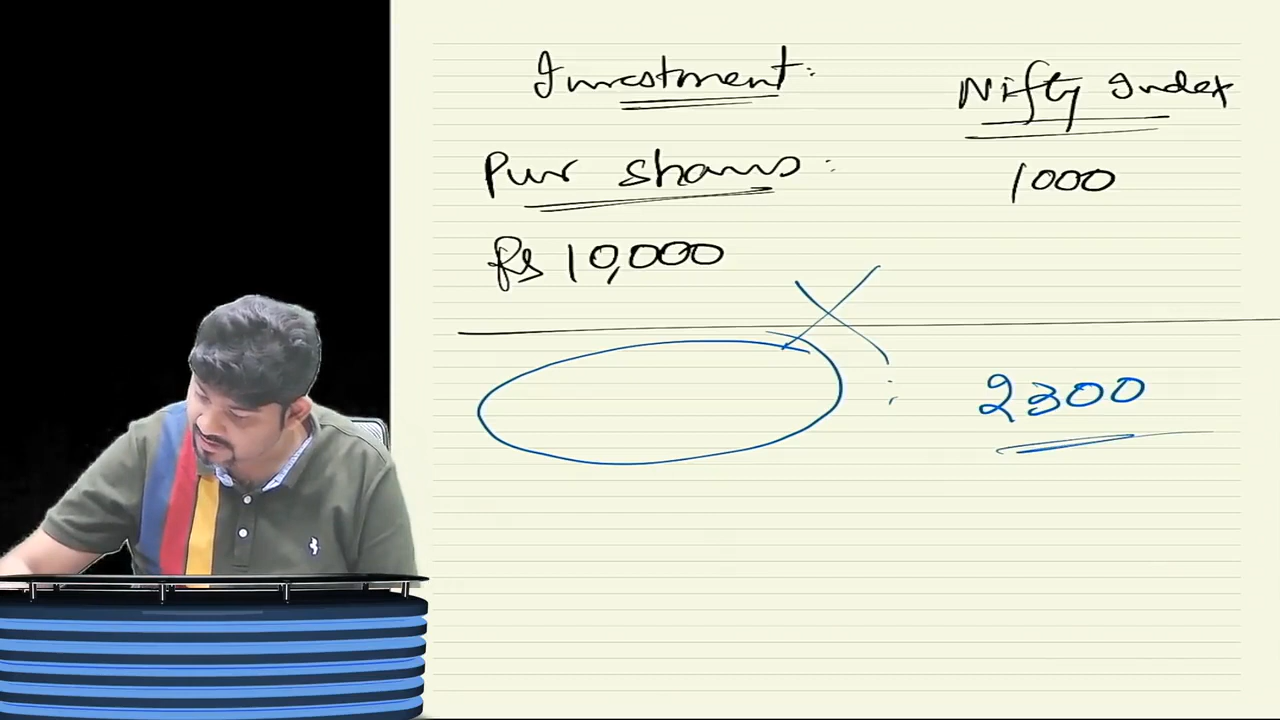 Investment:
Nifty Index
Pur shares:
1000
Rs 10,000
: 2300